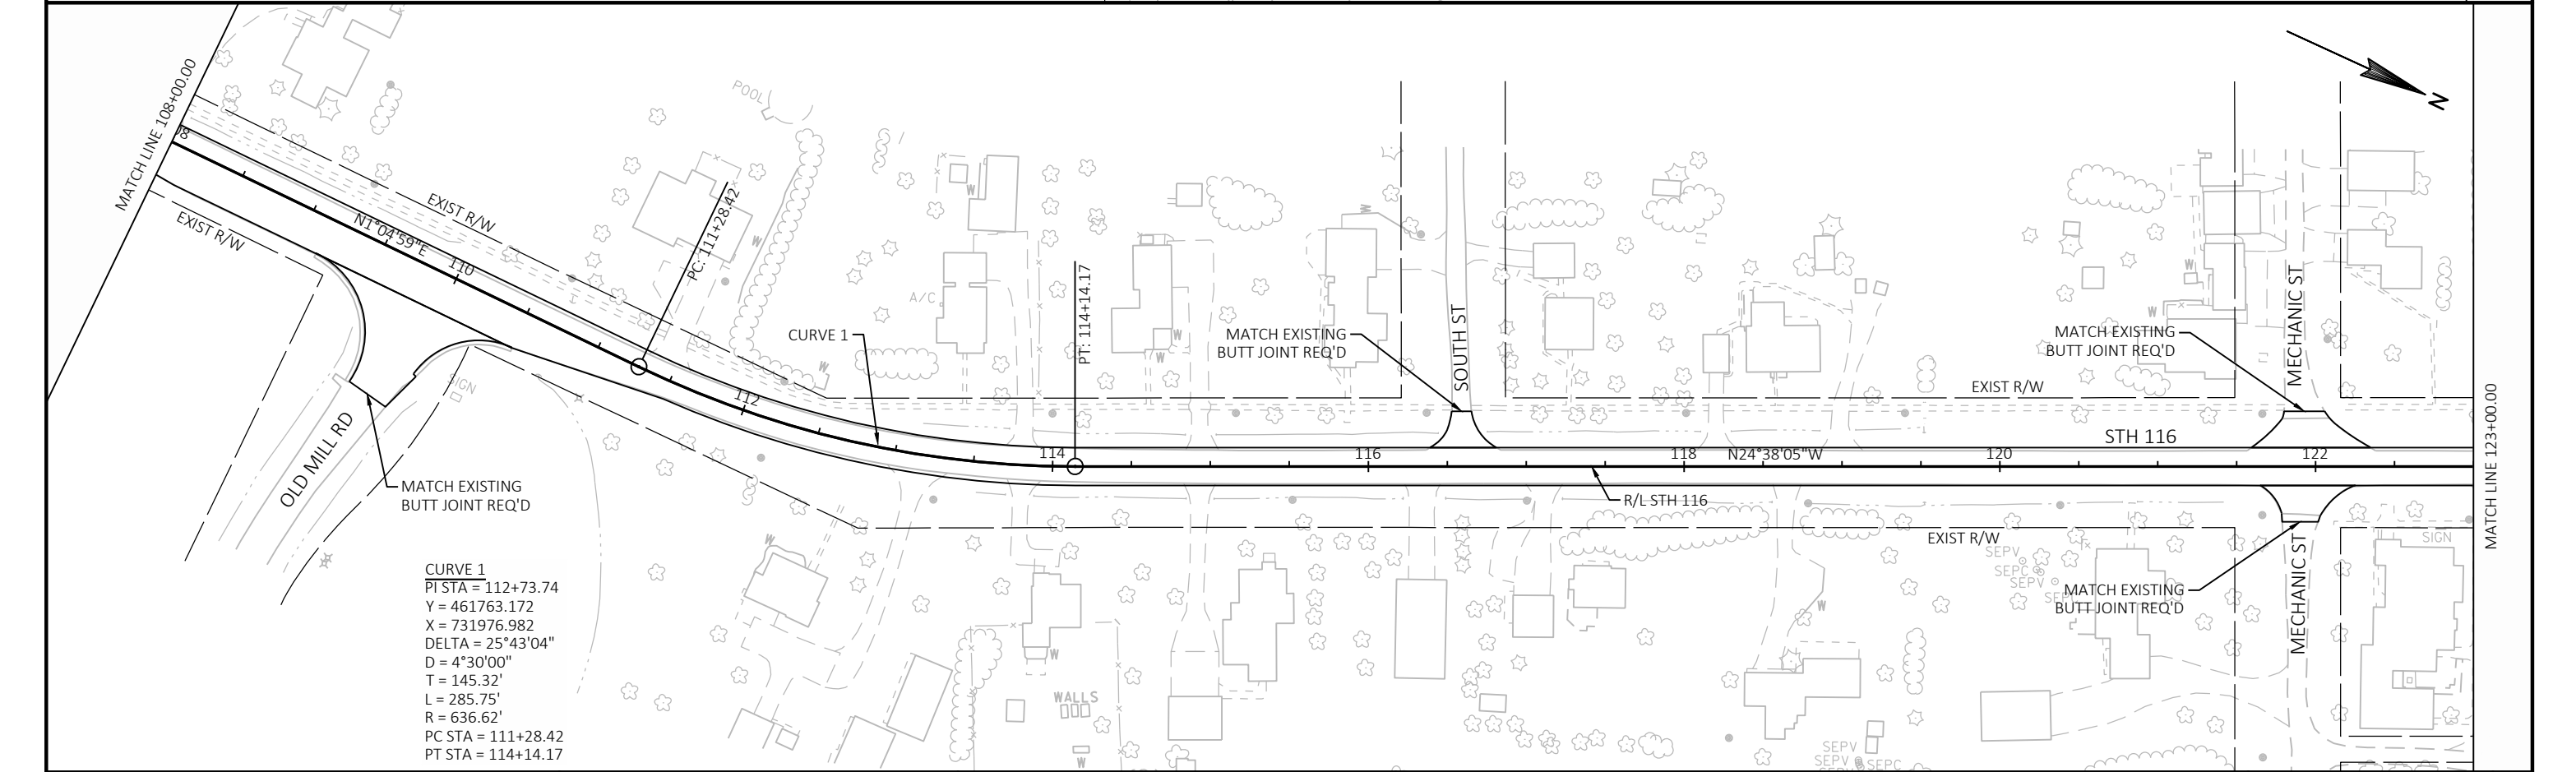 MATCH LINE 108+00.00
08
EXIST R/W
EXIST R/W
N1°04'59"E
110
PC: 111+28.42
POOL
W
112
CURVE 1
A/C
W
W
PT: 114+14.17
114
W
W
W
MATCH EXISTING
BUTT JOINT REQ'D
116
SOUTH ST
118
N24°38'05"W
R/L STH 116
EXIST R/W
120
STH 116
MATCH EXISTING
BUTT JOINT REQ'D
W
W
MECHANIC ST
122
N
MATCH LINE 123+00.00
OLD MILL RD
SIGN
MATCH EXISTING
BUTT JOINT REQ'D
EXIST R/W
SEPV
SEPC
SEPV
SEP
MATCH EXISTING
BUTT JOINT REQ'D
MECHANIC ST
SIGN
W
W
WALLS
W
W
SEPV
SEPV
SEPC
CURVE 1
PI STA = 112+73.74
Y = 461763.172
X = 731976.982
DELTA = 25°43'04"
D = 4°30'00"
T = 145.32'
L = 285.75'
R = 636.62'
PC STA = 111+28.42
PT STA = 114+14.17